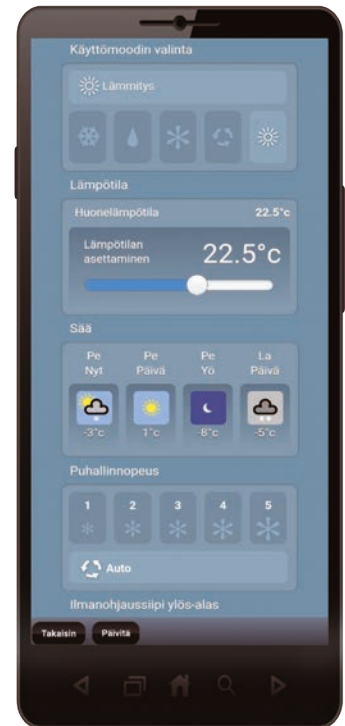 Käyttömoodin valinta
Lämmitys
Lämpötila
Huonelämpötila 22.5°c
Lämpötilan
asettaminen
22.5°c
Sää
Pe Pe Pe La
Nyt Päivä Yö Päivä
-3°c 1°c -8°c -5°c
Puhallinnopeus
1 2 3 4 5
Auto
Ilmanohjaussiipi ylös-alas
Takaisin Päivitä